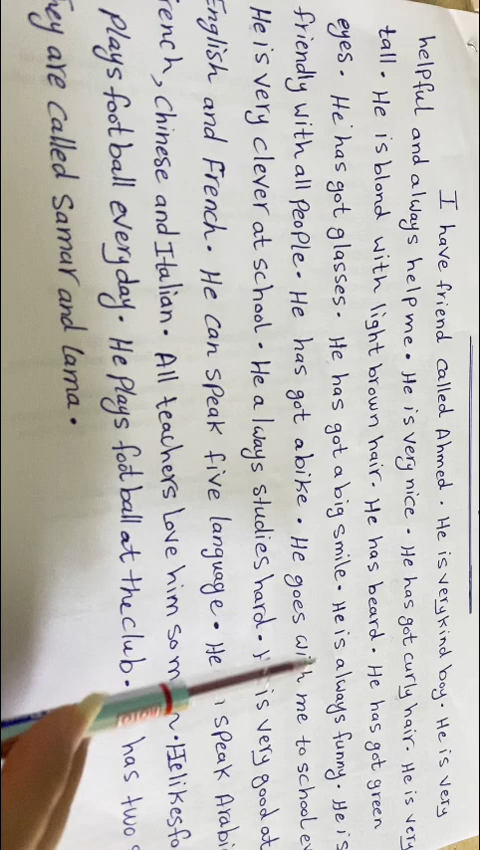 I have friend called Ahmed. He is very kind boy. He is very
helpful and always help me. He is very nice. He has got curly hair. He is very
tall. He is blond with light brown hair. He has beard. He has got green
eyes. He has got glasses. He has got a big smile. He is always funny. He is
friendly with all people. He has got a bike. He goes with me to school
He is very clever at school. He always studies hard. is very good at
English and French. He can speak five language. He speak
Chinese and Italian. All teachers Love him so
plays football everyday. He plays football at the club. has two
are called Samar and Lama.